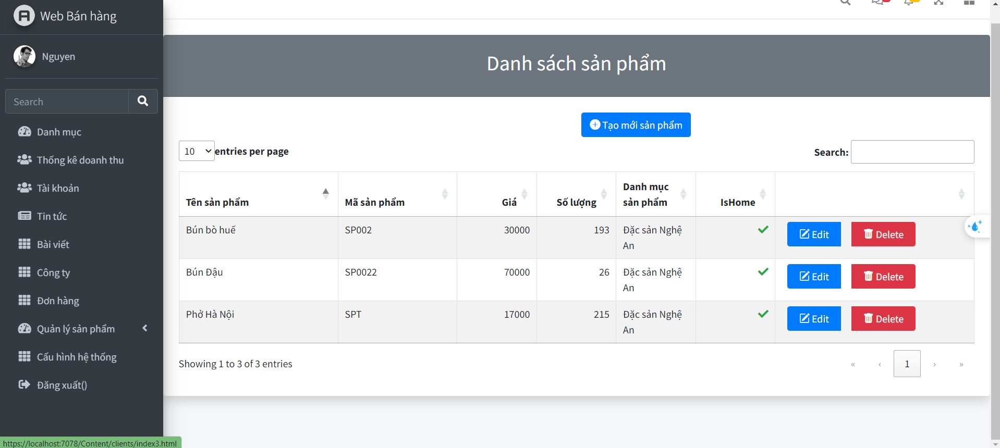 Web Bán hàng
Nguyen
Search
Danh mục
Thống kê doanh thu
Tài khoản
Tin tức
Bài viết
Công ty
Đơn hàng
Quản lý sản phẩm
Cấu hình hệ thống
Đăng xuất()
Danh sách sản phẩm
Tạo mới sản phẩm
10 entries per page
Search:
Tên sản phẩm Mã sản phẩm Giá Số lượng Danh mục sản phẩm IsHome
Bún bò huế SP002 30000 193 Đặc sản Nghệ An Edit Delete
Bún Đậu SP0022 70000 26 Đặc sản Nghệ An Edit Delete
Phở Hà Nội SPT 17000 215 Đặc sản Nghệ An Edit Delete
Showing 1 to 3 of 3 entries
« ‹ 1 › »
https://localhost:7078/Content/clients/index3.html